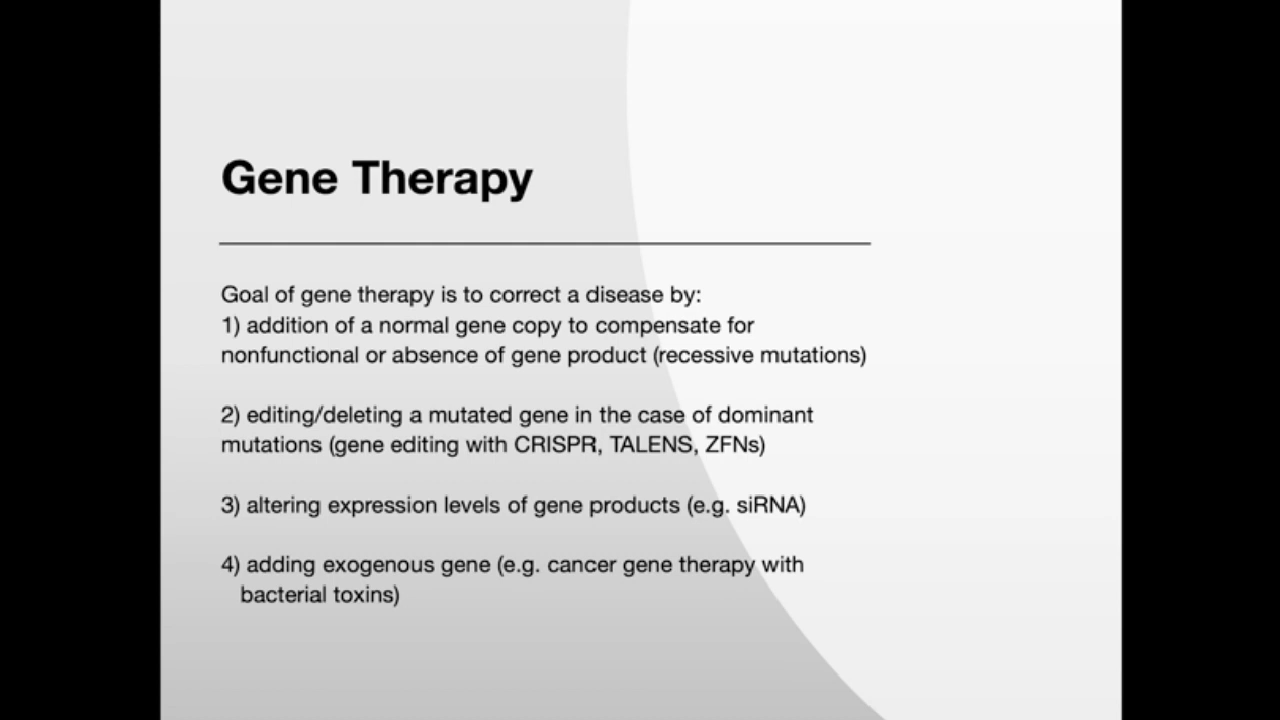 Gene Therapy
Goal of gene therapy is to correct a disease by:
1) addition of a normal gene copy to compensate for
nonfunctional or absence of gene product (recessive mutations)
2) editing/deleting a mutated gene in the case of dominant
mutations (gene editing with CRISPR, TALENS, ZFNs)
3) altering expression levels of gene products (e.g. siRNA)
4) adding exogenous gene (e.g. cancer gene therapy with
bacterial toxins)